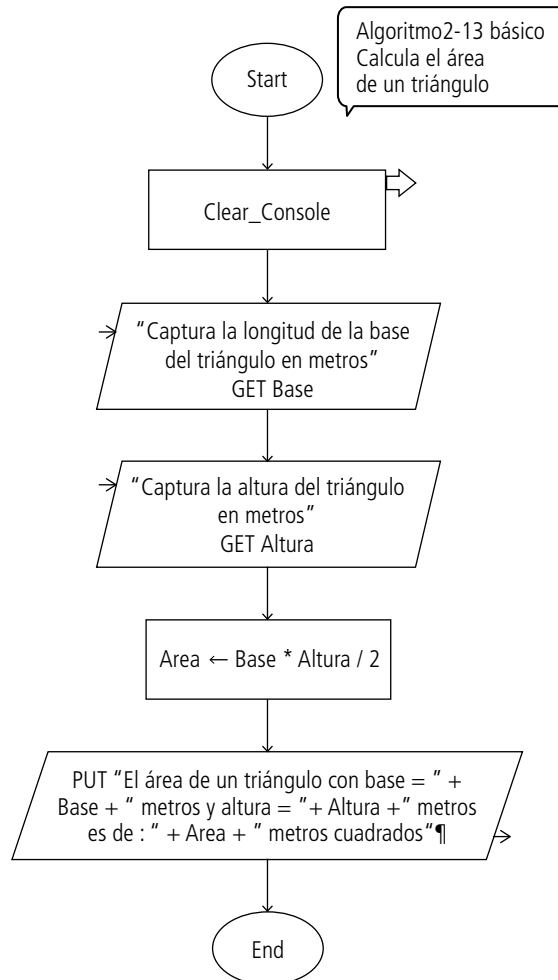 Algoritmo2-13 básico
Calcula el área
de un triángulo
Start
Clear_Console
"Captura la longitud de la base
del triángulo en metros"
GET Base
"Captura la altura del triángulo
en metros"
GET Altura
Area ← Base * Altura / 2
PUT "El área de un triángulo con base = " +
Base + " metros y altura = "+ Altura +" metros
es de : " + Area + " metros cuadrados"¶
End